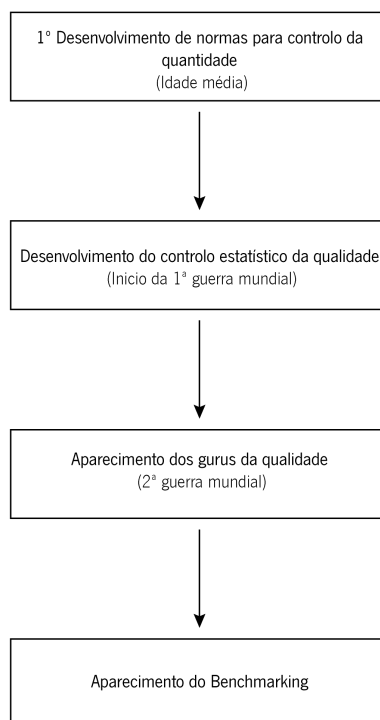 1º Desenvolvimento de normas para controlo da
quantidade
(Idade média)
Desenvolvimento do controlo estatístico da qualidade
(Inicio da 1ª guerra mundial)
Aparecimento dos gurus da qualidade
(2ª guerra mundial)
Aparecimento do Benchmarking